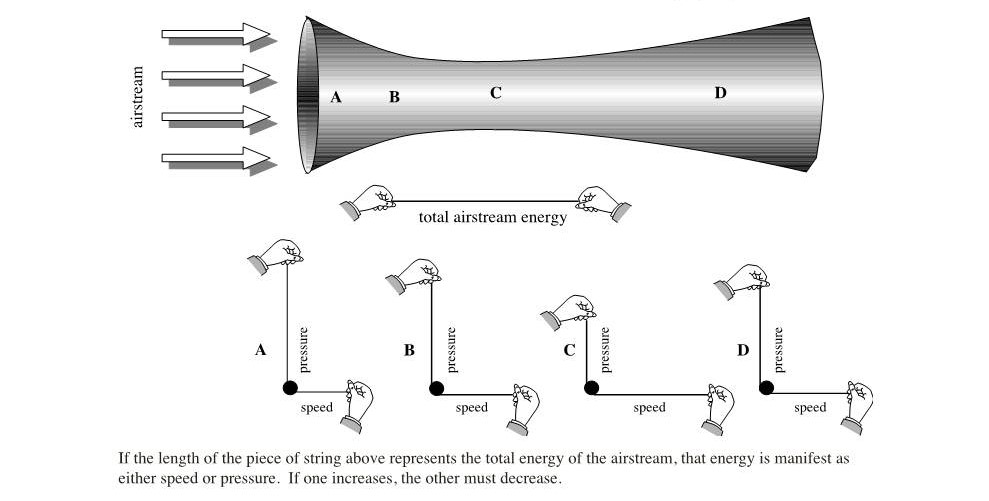 airstream
A B C D
total airstream energy
A pressure B pressure C pressure D pressure
speed speed speed speed
If the length of the piece of string above represents the total energy of the airstream, that energy is manifest as
either speed or pressure. If one increases, the other must decrease.